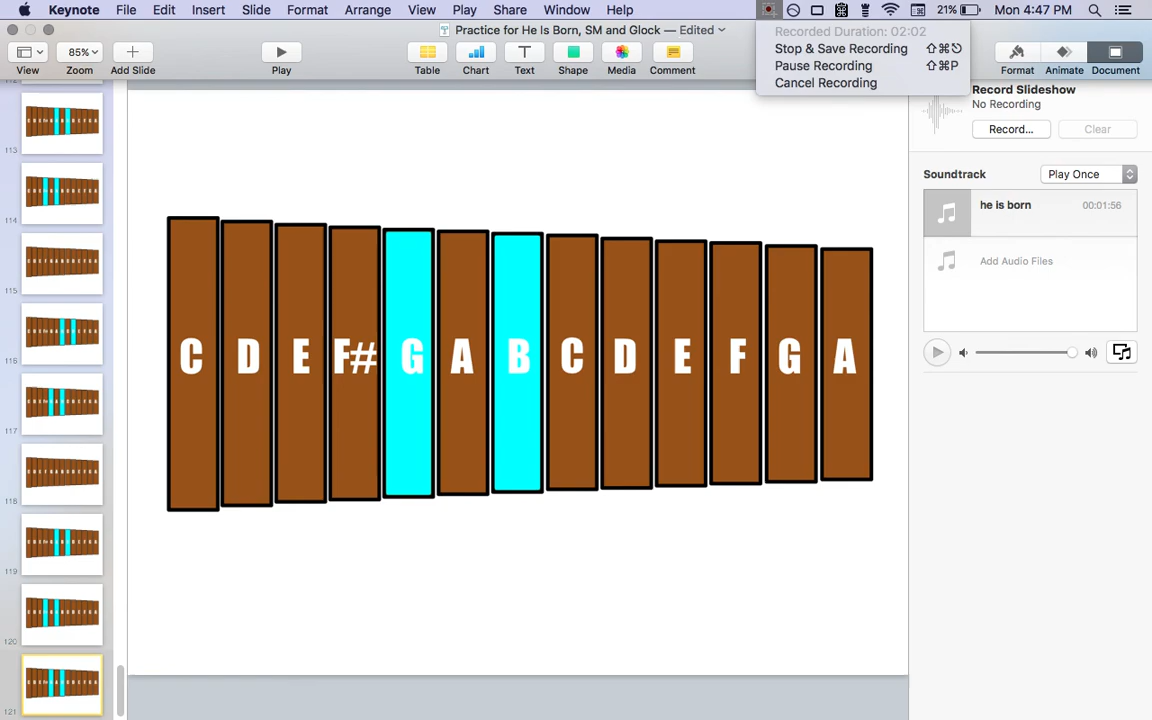 Keynote File Edit Insert Slide Format Arrange View Play Share Window Help 21% Mon 4:47 PM
Practice for He Is Born, SM and Glock — Edited
Recorded Duration: 02:02
Stop & Save Recording ⇧⌘⎋
Pause Recording ⇧⌘P
Cancel Recording
85%
View Zoom Add Slide Play Table Chart Text Shape Media Comment Format Animate Document
Record Slideshow
No Recording
Record... Clear
Soundtrack Play Once
he is born 00:01:56
Add Audio Files
C D E F# G A B C D E F G A
113
114
115
116
117
118
119
120
121